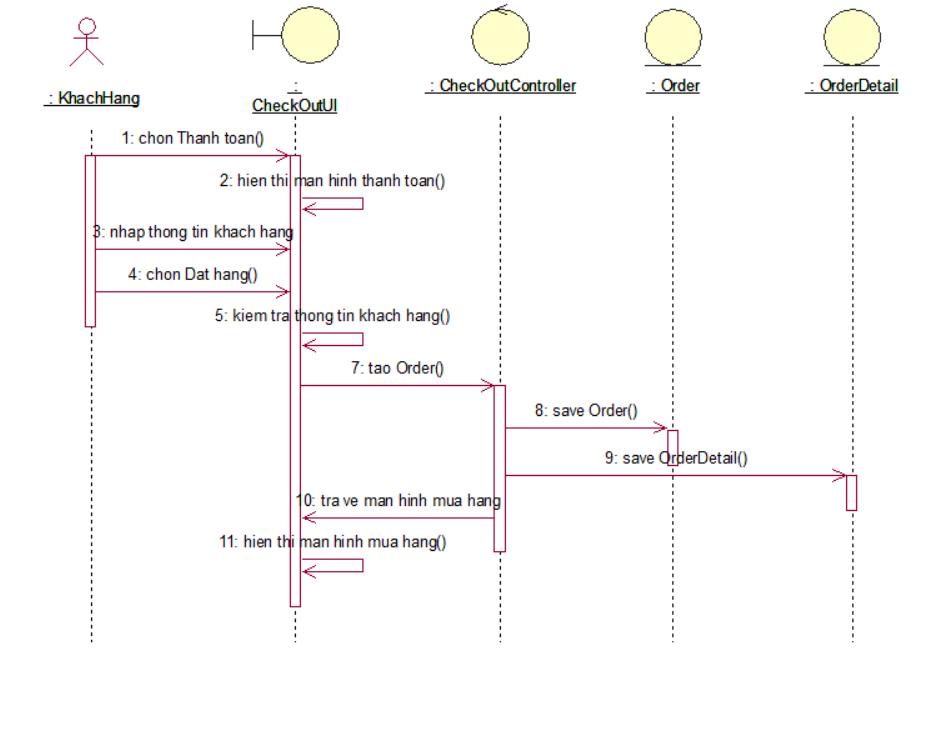 : KhachHang
:
CheckOutUI
: CheckOutController
: Order
: OrderDetail
1: chon Thanh toan()
2: hien thi man hinh thanh toan()
3: nhap thong tin khach hang
4: chon Dat hang()
5: kiem tra thong tin khach hang()
7: tao Order()
8: save Order()
9: save OrderDetail()
10: tra ve man hinh mua hang
11: hien thi man hinh mua hang()